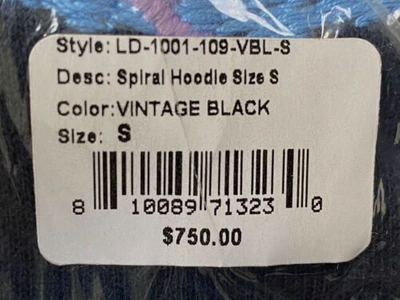 Style: LD-1001-109-VBL-S
Desc: Spiral Hoodie Size S
Color: VINTAGE BLACK
Size: S
8 10089 71323 0
$750.00